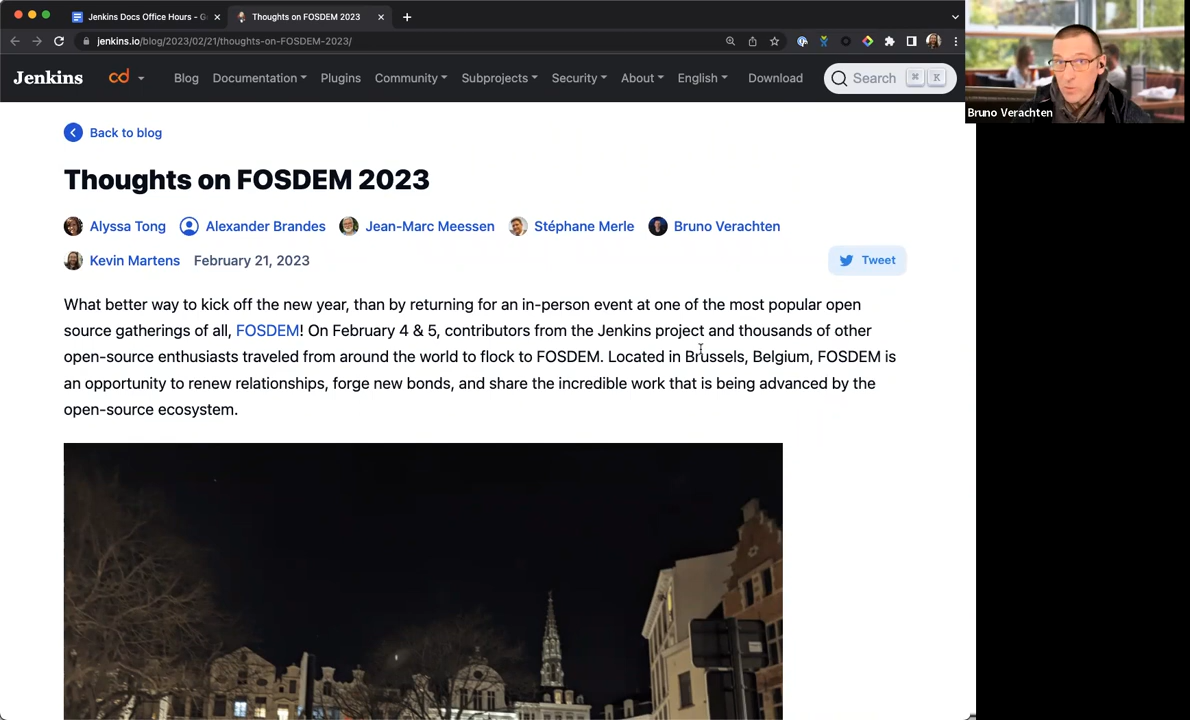 Jenkins Docs Office Hours - G
Thoughts on FOSDEM 2023
jenkins.io/blog/2023/02/21/thoughts-on-FOSDEM-2023/
Jenkins cd Blog Documentation Plugins Community Subprojects Security About English Download Search ⌘ K
Bruno Verachten
Back to blog
Thoughts on FOSDEM 2023
Alyssa Tong Alexander Brandes Jean-Marc Meessen Stéphane Merle Bruno Verachten
Kevin Martens February 21, 2023 Tweet
What better way to kick off the new year, than by returning for an in-person event at one of the most popular open
source gatherings of all, FOSDEM! On February 4 & 5, contributors from the Jenkins project and thousands of other
open-source enthusiasts traveled from around the world to flock to FOSDEM. Located in Brussels, Belgium, FOSDEM is
an opportunity to renew relationships, forge new bonds, and share the incredible work that is being advanced by the
open-source ecosystem.